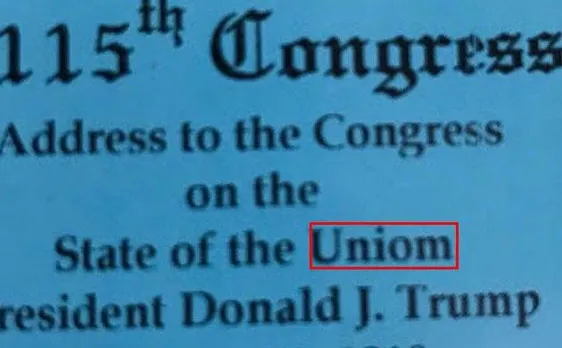 115th Congress
Address to the Congress
on the
State of the Uniom
resident Donald J. Trump